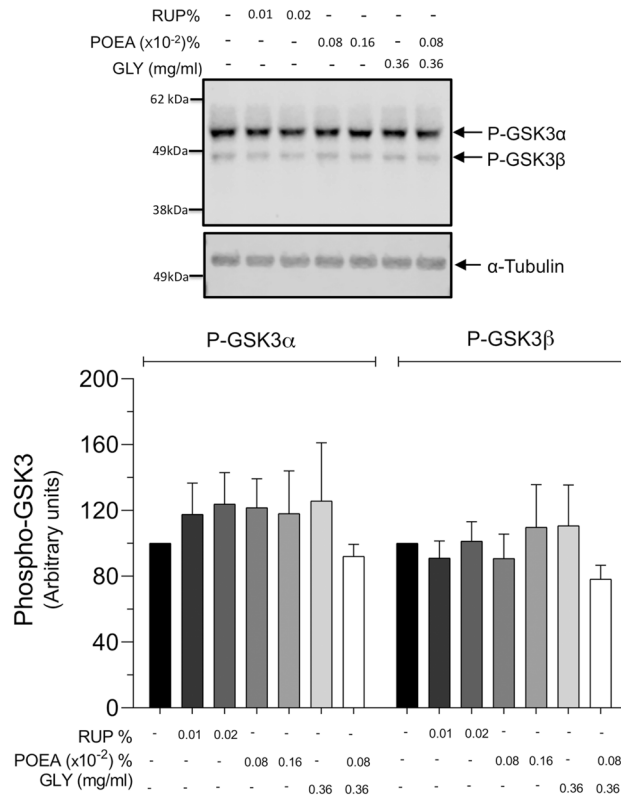 RUP% - 0.01 0.02 - - - -
POEA (x10-2)% - - - 0.08 0.16 - 0.08
GLY (mg/ml) - - - - - 0.36 0.36
62 kDa
P-GSK3α
49kDa
P-GSK3β
38kDa
α-Tubulin
49kDa
P-GSK3α P-GSK3β
200
160
120
80
40
0
Phospho-GSK3
(Arbitrary units)
RUP % - 0.01 0.02 - - - - - 0.01 0.02 - - - -
POEA (x10-2) % - - - 0.08 0.16 - 0.08 - - - 0.08 0.16 - 0.08
GLY (mg/ml) - - - - - 0.36 0.36 - - - - - 0.36 0.36